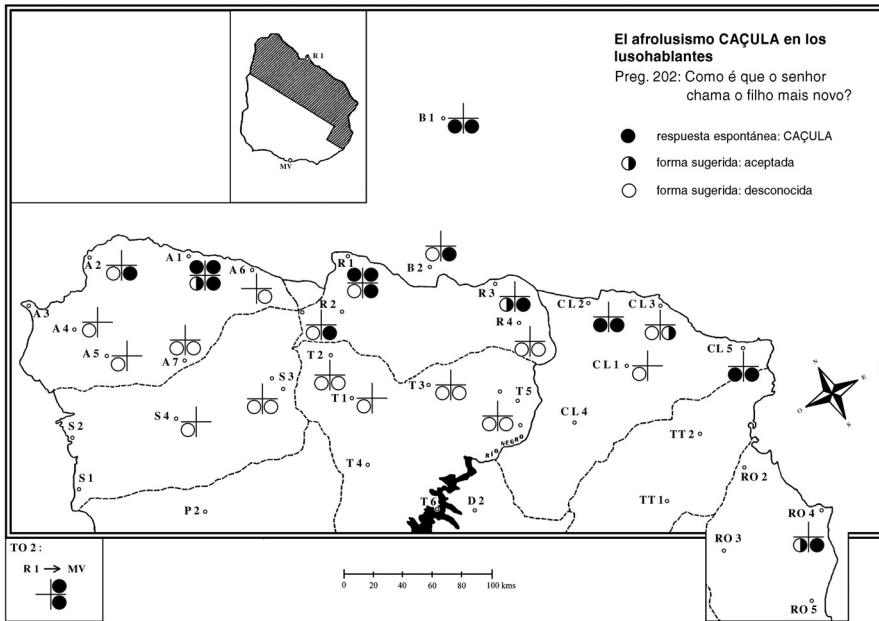 El afrolusismo CAÇULA en los
lusohablantes
Preg. 202: Como é que o senhor
chama o filho mais novo?
respuesta espontánea: CAÇULA
forma sugerida: aceptada
forma sugerida: desconocida
R 1
MV
B 1
A 2
A 1
A 6
R 1
B 2
R 3
CL 2
CL 3
A 3
A 4
R 2
R 4
A 5
A 7
T 2
CL 1
CL 5
S 3
T 1
T 3
T 5
S 4
CL 4
S 2
TT 2
RÍO NEGRO
S
E
O
S
T 4
RO 2
S 1
P 2
T6
D 2
TT 1
RO 4
RO 3
RO 5
TO 2 :
R 1 → MV
0 20 40 60 80 100 kms